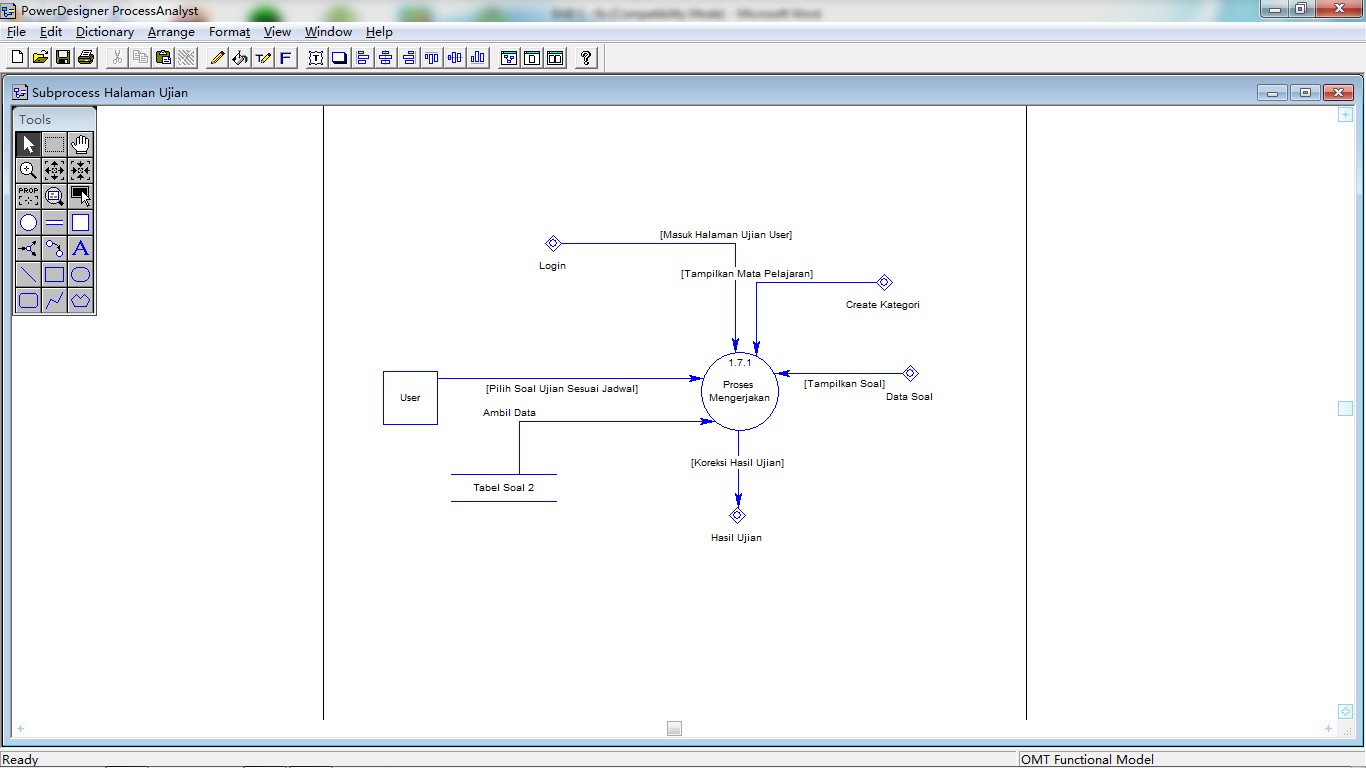 PowerDesigner ProcessAnalyst
File Edit Dictionary Arrange Format View Window Help
Subprocess Halaman Ujian
Tools
PROP
[Masuk Halaman Ujian User]
Login
[Tampilkan Mata Pelajaran]
Create Kategori
1.7.1
Proses
Mengerjakan
User
[Pilih Soal Ujian Sesuai Jadwal]
[Tampilkan Soal]
Data Soal
Ambil Data
[Koreksi Hasil Ujian]
Tabel Soal 2
Hasil Ujian
Ready
OMT Functional Model